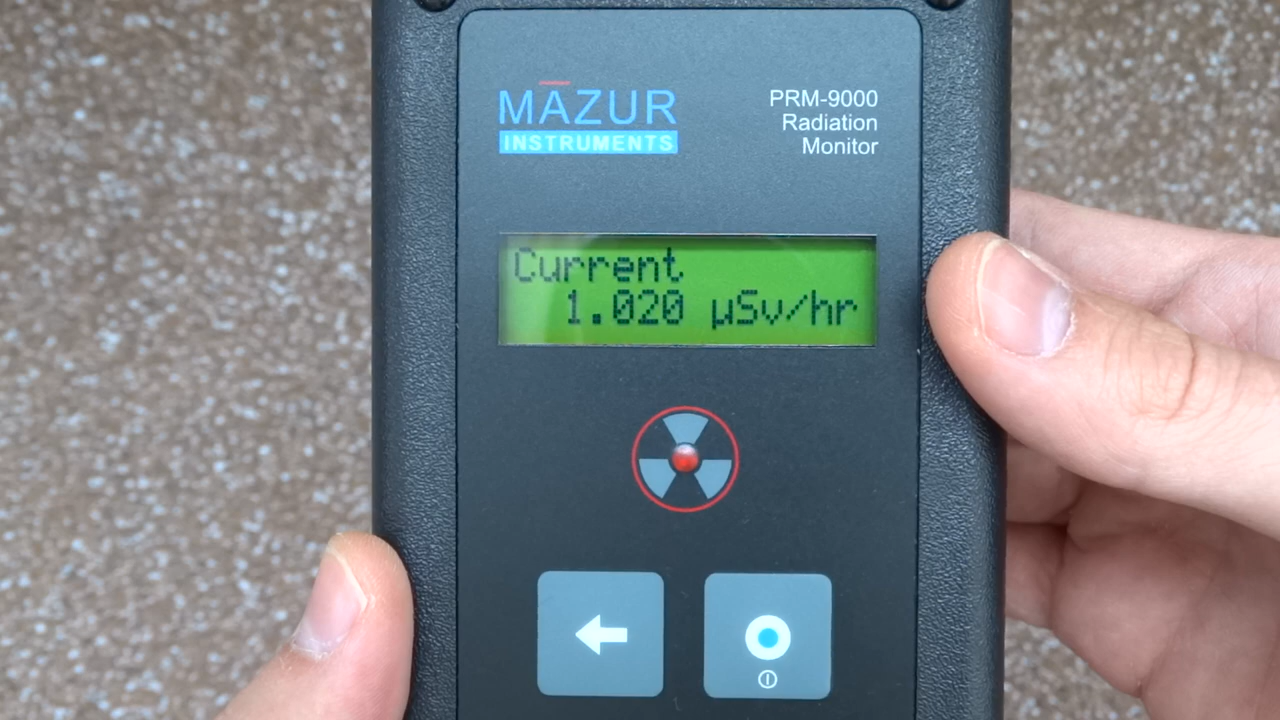 MAZUR
INSTRUMENTS
PRM-9000
Radiation
Monitor
Current
1.020 µSv/hr